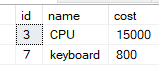 id name cost
3 CPU 15000
7 keyboard 800